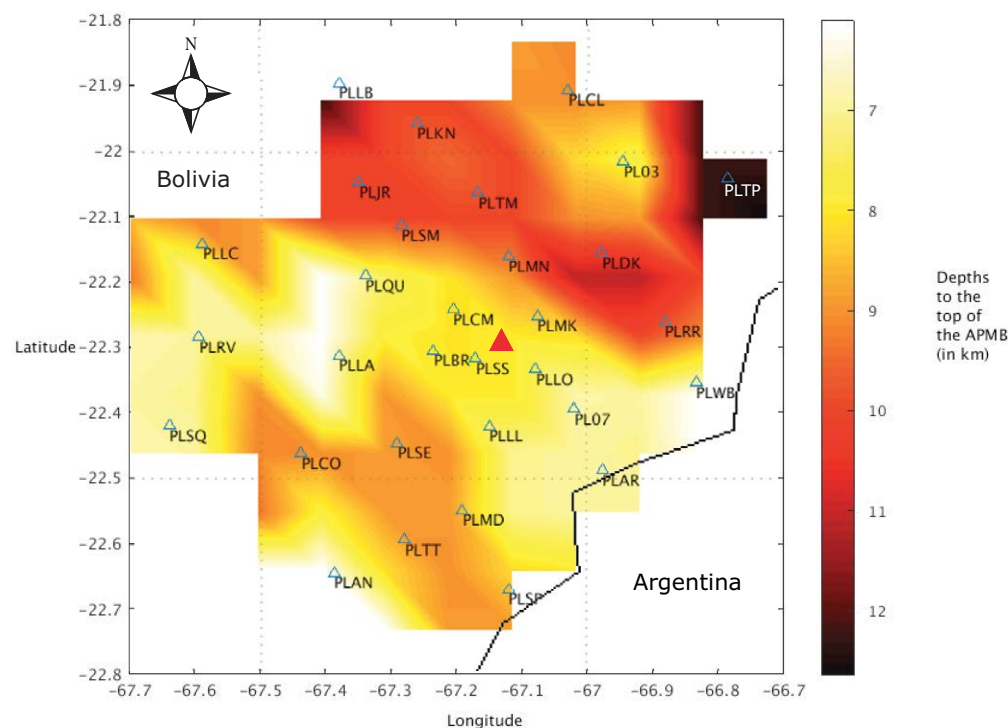 N
Bolivia
Argentina
PLLB
PLCL
PLKN
PL03
PLTP
PLJR
PLTM
PLSM
PLLC
PLMN
PLDK
PLQU
PLCM
PLMK
PLRR
PLRV
PLLA
PLBR
PLSS
PLLO
PLWB
PLSQ
PLLL
PL07
PLCO
PLSE
PLAR
PLMD
PLTT
PLAN
PLSP
-21.8
-21.9
-22
-22.1
-22.2
Latitude -22.3
-22.4
-22.5
-22.6
-22.7
-22.8
-67.7 -67.6 -67.5 -67.4 -67.3 -67.2 -67.1 -67 -66.9 -66.8 -66.7
Longitude
7
8
9
10
11
12
Depths
to the
top of
the APMB
(in km)